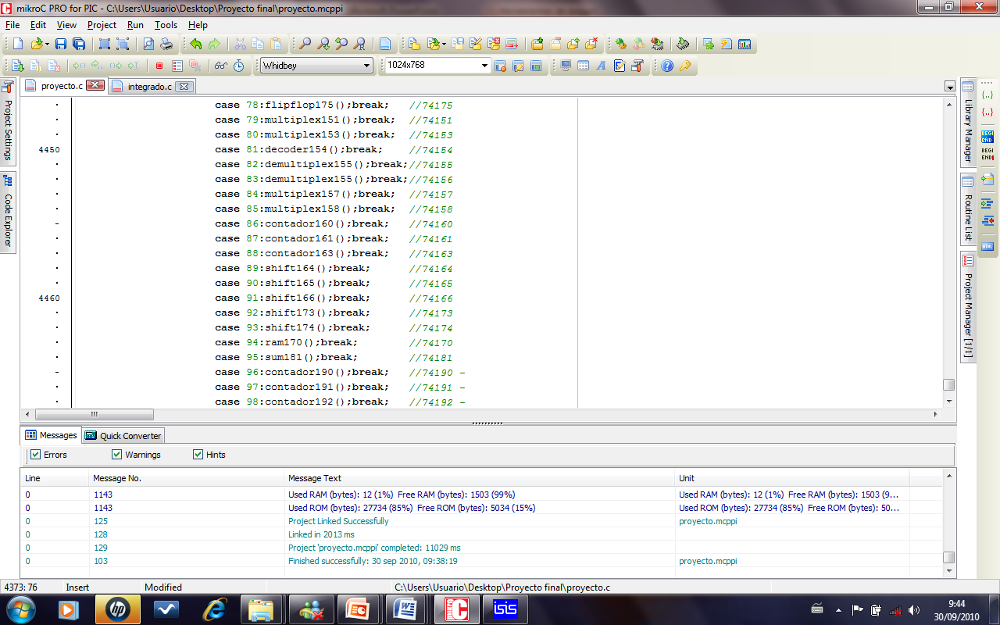 mikroC PRO for PIC - C:\Users\Usuario\Desktop\Proyecto final\proyecto.mcppi
File Edit View Project Run Tools Help
Whidbey 1024x768
proyecto.c integrado.c
Project Settings
Code Explorer
case 78:flipflop175();break; //74175
case 79:multiplex151();break; //74151
case 80:multiplex153();break; //74153
4450 case 81:decoder154();break; //74154
case 82:demultiplex155();break;//74155
case 83:demultiplex155();break;//74156
case 84:multiplex157();break; //74157
case 85:multiplex158();break; //74158
case 86:contador160();break; //74160
case 87:contador161();break; //74161
case 88:contador163();break; //74163
case 89:shift164();break; //74164
case 90:shift165();break; //74165
4460 case 91:shift166();break; //74166
case 92:shift173();break; //74173
case 93:shift174();break; //74174
case 94:ram170();break; //74170
case 95:sum181();break; //74181
case 96:contador190();break; //74190 -
case 97:contador191();break; //74191 -
case 98:contador192();break; //74192 -
Library Manager
Routine List
Project Manager [1/1]
{..}
{..}
BEGI
END
BEGI
END
HTML
Messages Quick Converter
Errors Warnings Hints
Line Message No. Message Text Unit
0 1143 Used RAM (bytes): 12 (1%) Free RAM (bytes): 1503 (99%) Used RAM (bytes): 12 (1%) Free RAM (bytes): 1503 (9...
0 1143 Used ROM (bytes): 27734 (85%) Free ROM (bytes): 5034 (15%) Used ROM (bytes): 27734 (85%) Free ROM (bytes): 50...
0 125 Project Linked Successfully proyecto.mcppi
0 128 Linked in 2013 ms
0 129 Project 'proyecto.mcppi' completed: 11029 ms
0 103 Finished successfully: 30 sep 2010, 09:38:19 proyecto.mcppi
4373: 76 Insert Modified C:\Users\Usuario\Desktop\Proyecto final\proyecto.c
hp
isis
9:44
30/09/2010